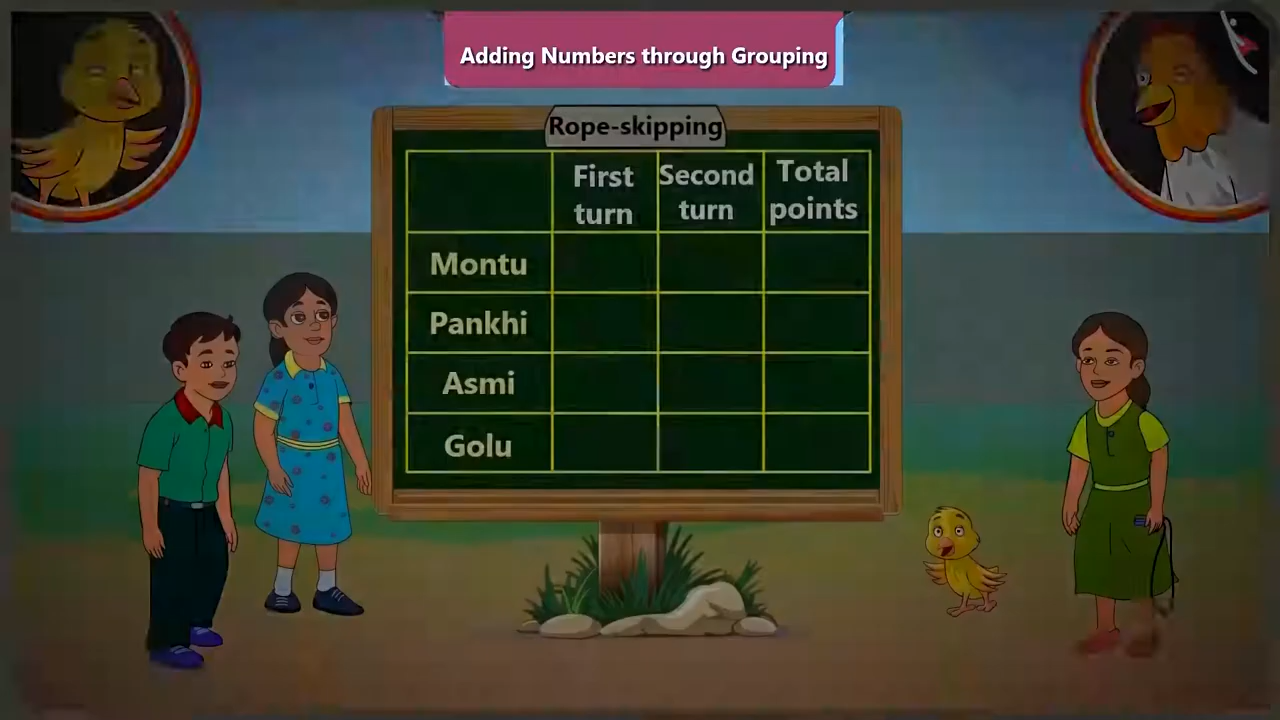 Adding Numbers through Grouping
Rope-skipping
First turn
Second turn
Total points
Montu
Pankhi
Asmi
Golu